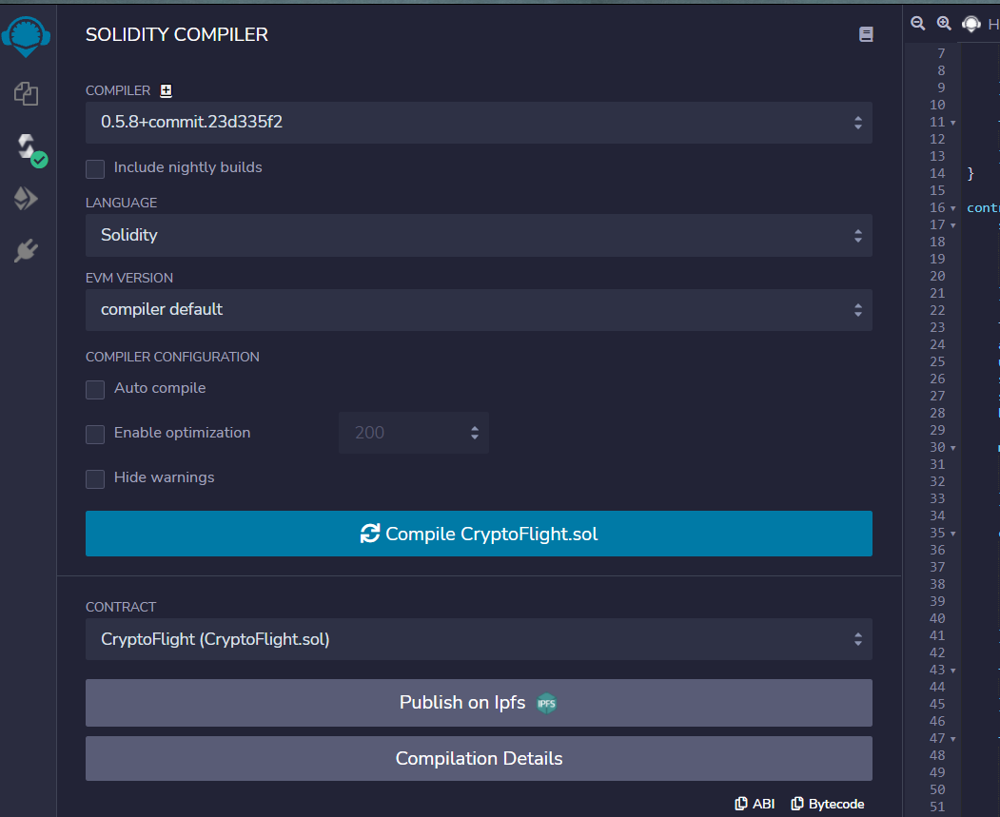 SOLIDITY COMPILER
COMPILER
0.5.8+commit.23d335f2
Include nightly builds
LANGUAGE
Solidity
EVM VERSION
compiler default
COMPILER CONFIGURATION
Auto compile
Enable optimization
200
Hide warnings
Compile CryptoFlight.sol
CONTRACT
CryptoFlight (CryptoFlight.sol)
Publish on Ipfs IPFS
Compilation Details
ABI Bytecode
H
7
8
9
10
11
12
13
14 }
15
16 contr
17
18
19
20
21
22
23
24
25
26
27
28
29
30
31
32
33
34
35
36
37
38
39
40
41
42
43
44
45
46
47
48
49
50
51